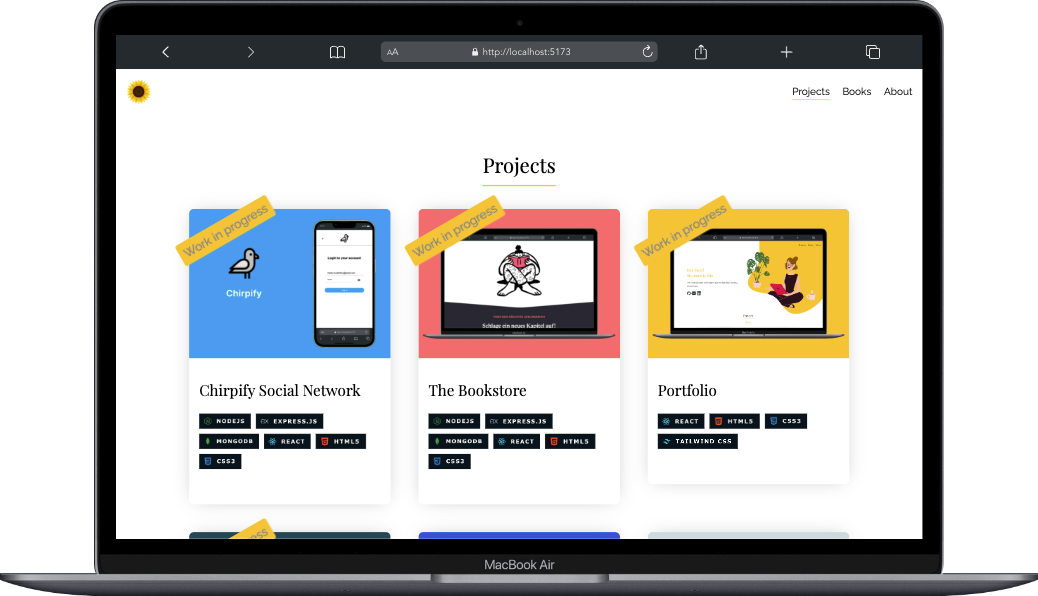 AA
http://localhost:5173
Projects Books About
Projects
Work in progress
Work in progress
Work in progress
Chirpify
Login to your account
Schlage ein neues Kapitel auf!
Chirpify Social Network
NODEJS EXPRESS.JS
MONGODB REACT HTML5
CSS3
The Bookstore
NODEJS EXPRESS.JS
MONGODB REACT HTML5
CSS3
Portfolio
REACT HTML5 CSS3
TAILWIND CSS
progress
MacBook Air